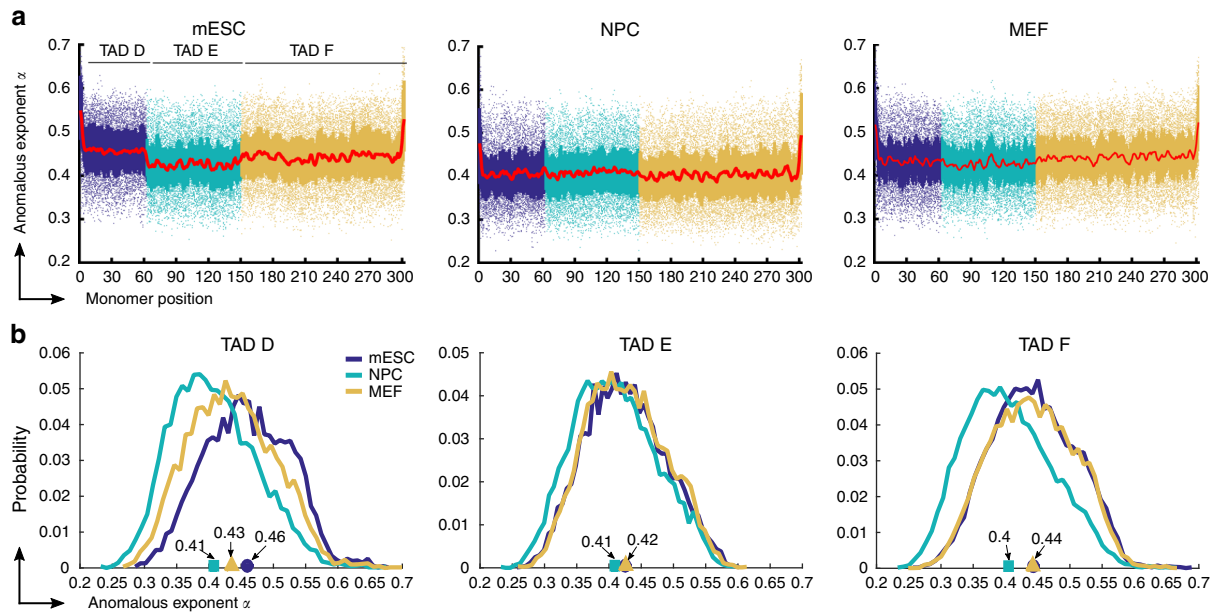 a
mESC
NPC
MEF
TAD D TAD E TAD F
Anomalous exponent α
0.7 0.6 0.5 0.4 0.3 0.2
0 30 60 90 120 150 180 210 240 270 300
0.7 0.6 0.5 0.4 0.3 0.2
0 30 60 90 120 150 180 210 240 270 300
0.7 0.6 0.5 0.4 0.3 0.2
0 30 60 90 120 150 180 210 240 270 300
Monomer position
b
TAD D
TAD E
TAD F
mESC
NPC
MEF
Probability
0.06 0.05 0.04 0.03 0.02 0.01 0
0.41 0.43 0.46
0.2 0.25 0.3 0.35 0.4 0.45 0.5 0.55 0.6 0.65 0.7
0.05 0.04 0.03 0.02 0.01 0
0.41 0.42
0.2 0.25 0.3 0.35 0.4 0.45 0.5 0.55 0.6 0.65 0.7
0.06 0.05 0.04 0.03 0.02 0.01 0
0.4 0.44
0.2 0.25 0.3 0.35 0.4 0.45 0.5 0.55 0.6 0.65 0.7
Anomalous exponent α